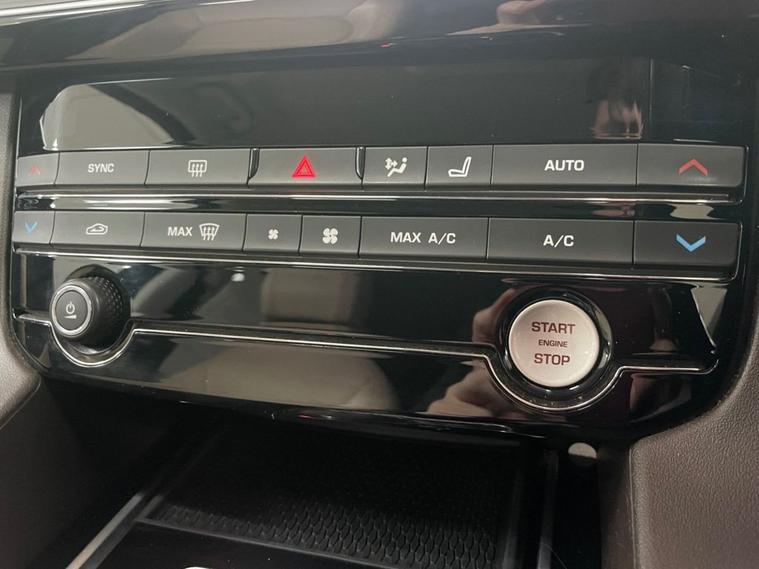 SYNC
AUTO
MAX
MAX A/C
A/C
START
ENGINE
STOP